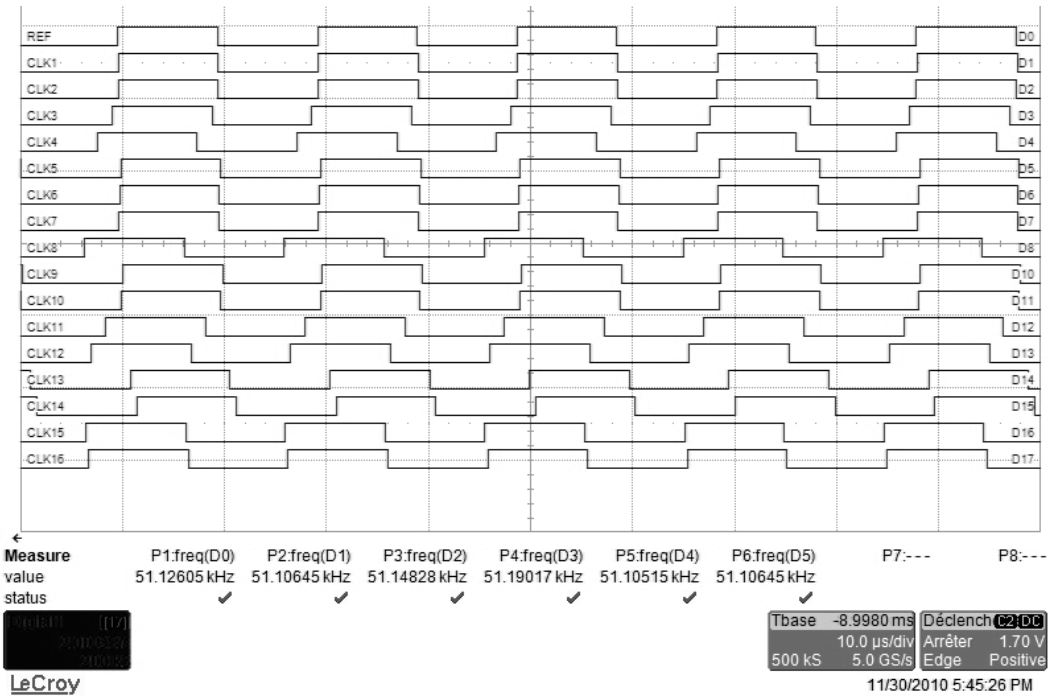 REF D0
CLK1 D1
CLK2 D2
CLK3 D3
CLK4 D4
CLK5 D5
CLK6 D6
CLK7 D7
CLK8 D8
CLK9 D10
CLK10 D11
CLK11 D12
CLK12 D13
CLK13 D14
CLK14 D15
CLK15 D16
CLK16 D17
Measure P1:freq(D0) P2:freq(D1) P3:freq(D2) P4:freq(D3) P5:freq(D4) P6:freq(D5) P7:--- P8:---
value 51.12605 kHz 51.10645 kHz 51.14828 kHz 51.19017 kHz 51.10515 kHz 51.10645 kHz
status
Tbase -8.9980 ms Déclench C2 DC
10.0 µs/div Arrêter 1.70 V
500 kS 5.0 GS/s Edge Positive
LeCroy 11/30/2010 5:45:26 PM